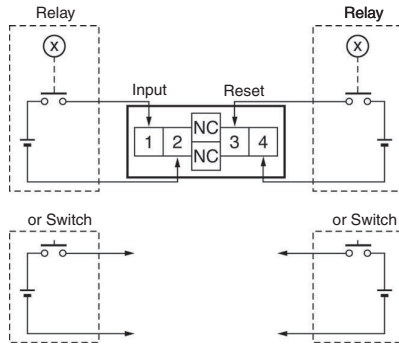 Relay
Relay
X
X
Input
Reset
NC
1 2 3 4
NC
or Switch
or Switch